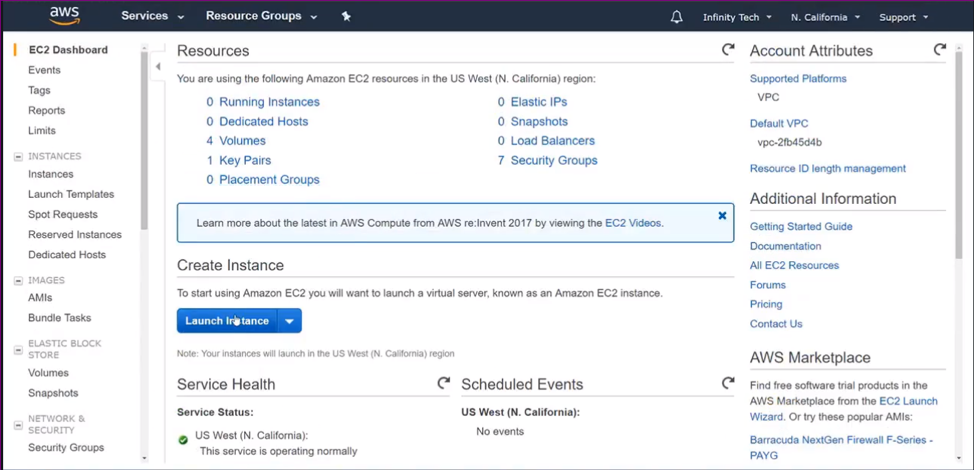 aws
Services
Resource Groups
Infinity Tech
N. California
Support
EC2 Dashboard
Events
Tags
Reports
Limits
INSTANCES
Instances
Launch Templates
Spot Requests
Reserved Instances
Dedicated Hosts
IMAGES
AMIs
Bundle Tasks
ELASTIC BLOCK
STORE
Volumes
Snapshots
NETWORK &
SECURITY
Security Groups
Resources
You are using the following Amazon EC2 resources in the US West (N. California) region:
0 Running Instances
0 Elastic IPs
0 Dedicated Hosts
0 Snapshots
4 Volumes
0 Load Balancers
1 Key Pairs
7 Security Groups
0 Placement Groups
Learn more about the latest in AWS Compute from AWS re:Invent 2017 by viewing the EC2 Videos.
Create Instance
To start using Amazon EC2 you will want to launch a virtual server, known as an Amazon EC2 instance.
Launch Instance
Note: Your instances will launch in the US West (N. California) region
Service Health
Service Status:
US West (N. California):
This service is operating normally
Scheduled Events
US West (N. California):
No events
Account Attributes
Supported Platforms
VPC
Default VPC
vpc-2fb45d4b
Resource ID length management
Additional Information
Getting Started Guide
Documentation
All EC2 Resources
Forums
Pricing
Contact Us
AWS Marketplace
Find free software trial products in the
AWS Marketplace from the EC2 Launch
Wizard. Or try these popular AMIs:
Barracuda NextGen Firewall F-Series -
PAYG